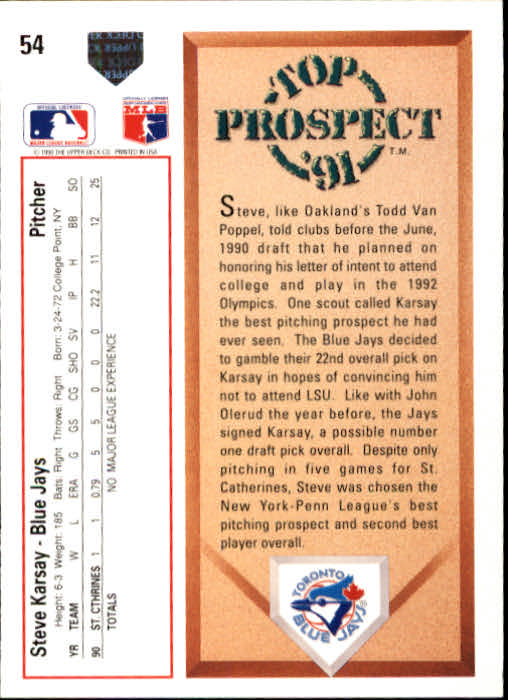 54
UPPER DECK
OFFICIAL LICENSEE
MAJOR LEAGUE BASEBALL
MLB
© 1990 THE UPPER DECK CO. PRINTED IN USA
Steve Karsay - Blue Jays Pitcher
Height: 6-3 Weight: 185 Bats: Right Throws: Right Born: 3-24-72 College Point, NY
YR TEAM W L ERA G GS CG SHO SV IP H BB SO
90 ST. CTHRINES 1 1 0.79 5 5 0 0 0 22.2 11 12 25
TOTALS NO MAJOR LEAGUE EXPERIENCE
TOP
PROSPECT
'91
T.M.
Steve, like Oakland's Todd Van
Poppel, told clubs before the June,
1990 draft that he planned on
honoring his letter of intent to attend
college and play in the 1992
Olympics. One scout called Karsay
the best pitching prospect he had
ever seen. The Blue Jays decided
to gamble their 22nd overall pick on
Karsay in hopes of convincing him
not to attend LSU. Like with John
Olerud the year before, the Jays
signed Karsay, a possible number
one draft pick overall. Despite only
pitching in five games for St.
Catherines, Steve was chosen the
New York-Penn League's best
pitching prospect and second best
player overall.
TORONTO
BLUE JAYS